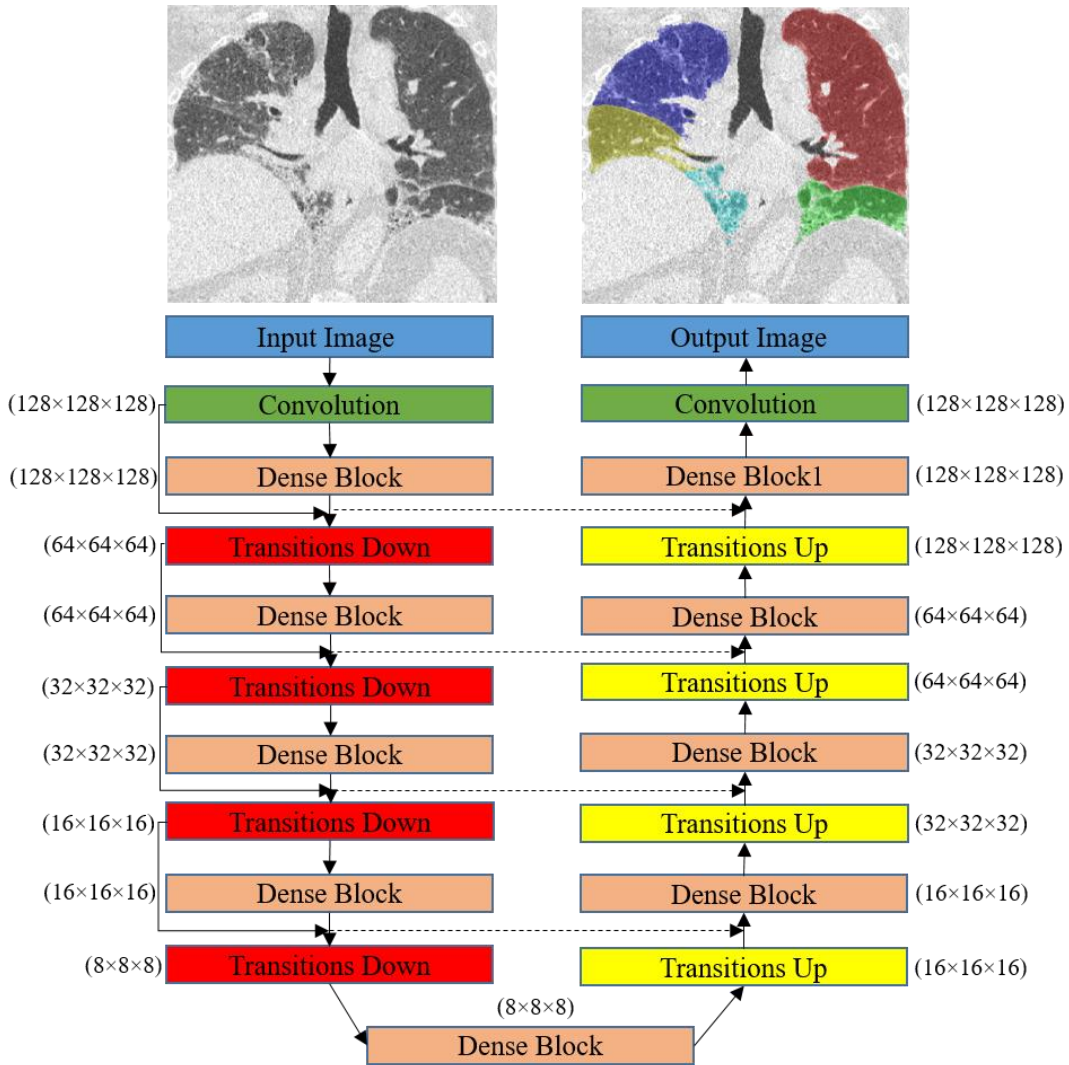 Input Image
(128×128×128)
Convolution
(128×128×128)
Dense Block
(64×64×64)
Transitions Down
(64×64×64)
Dense Block
(32×32×32)
Transitions Down
(32×32×32)
Dense Block
(16×16×16)
Transitions Down
(16×16×16)
Dense Block
(8×8×8)
Transitions Down
(8×8×8)
Dense Block
Output Image
Convolution
(128×128×128)
Dense Block1
(128×128×128)
Transitions Up
(128×128×128)
Dense Block
(64×64×64)
Transitions Up
(64×64×64)
Dense Block
(32×32×32)
Transitions Up
(32×32×32)
Dense Block
(16×16×16)
Transitions Up
(16×16×16)